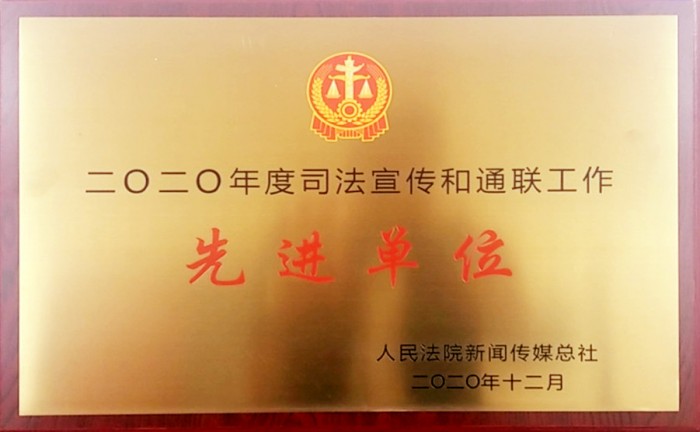 二〇二〇年度司法宣传和通联工作
先进单位
人民法院新闻传媒总社
二〇二〇年十二月